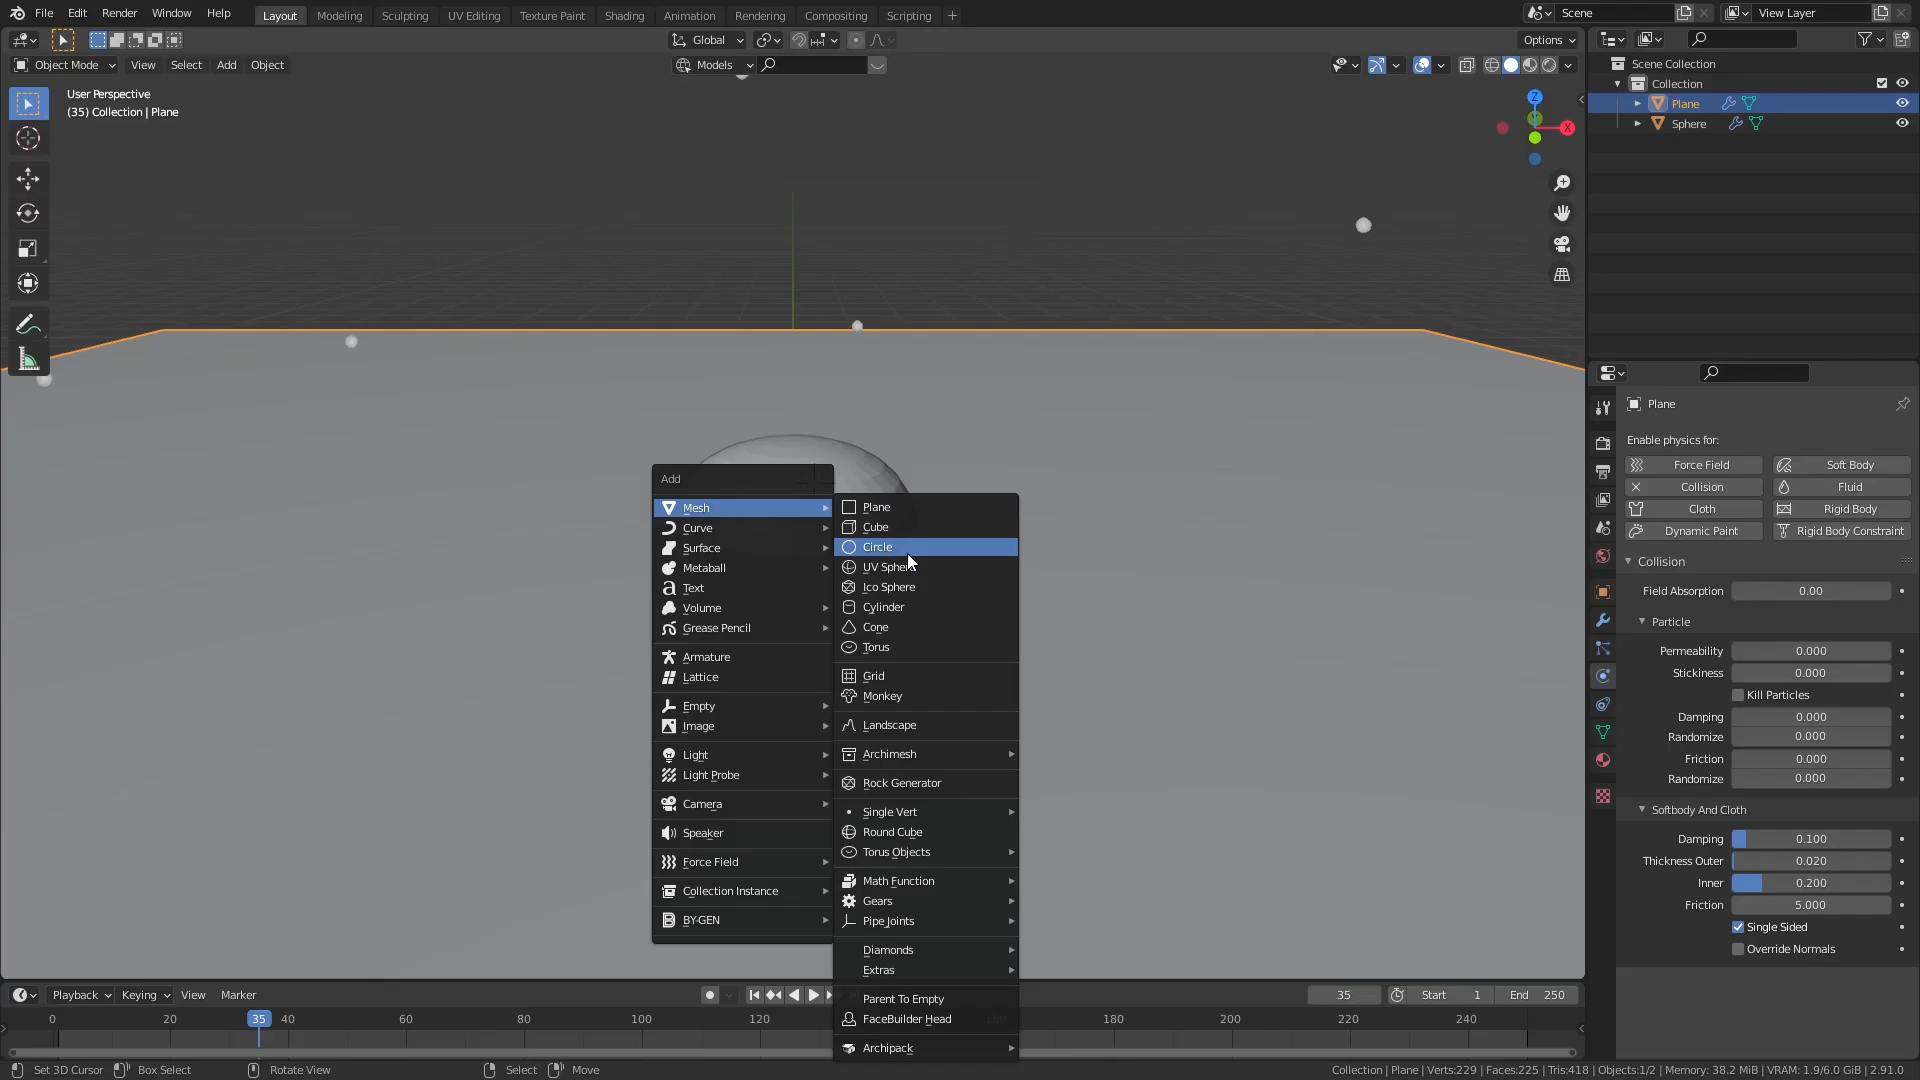 File Edit Render Window Help Layout Modeling Sculpting UV Editing Texture Paint Shading Animation Rendering Compositing Scripting + Scene View Layer
Global Options
Object Mode View Select Add Object Models
User Perspective
(35) Collection | Plane
Z
X
Scene Collection
Collection
Plane
Sphere
Add
Mesh
Curve
Surface
Metaball
Text
Volume
Grease Pencil
Armature
Lattice
Empty
Image
Light
Light Probe
Camera
Speaker
Force Field
Collection Instance
BY-GEN
Plane
Cube
Circle
UV Sphere
Ico Sphere
Cylinder
Cone
Torus
Grid
Monkey
Landscape
Archimesh
Rock Generator
Single Vert
Round Cube
Torus Objects
Math Function
Gears
Pipe Joints
Diamonds
Extras
Parent To Empty
FaceBuilder Head
Archipack
Plane
Enable physics for:
Force Field Soft Body
Collision Fluid
Cloth Rigid Body
Dynamic Paint Rigid Body Constraint
Collision
Field Absorption 0.00
Particle
Permeability 0.000
Stickiness 0.000
Kill Particles
Damping 0.000
Randomize 0.000
Friction 0.000
Randomize 0.000
Softbody And Cloth
Damping 0.100
Thickness Outer 0.020
Inner 0.200
Friction 5.000
Single Sided
Override Normals
Playback Keying View Marker 35 Start 1 End 250
0 20 35 40 60 80 100 120 180 200 220 240
Set 3D Cursor Box Select Rotate View Select Move Collection | Plane | Verts:229 | Faces:225 | Tris:418 | Objects:1/2 | Memory: 38.2 MiB | VRAM: 1.9/6.0 GiB | 2.91.0